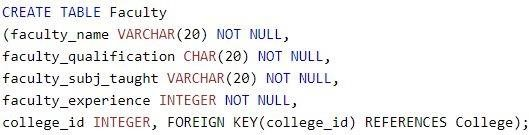 CREATE TABLE Faculty
(faculty_name VARCHAR(20) NOT NULL,
faculty_qualification CHAR(20) NOT NULL,
faculty_subj_taught VARCHAR(20) NOT NULL,
faculty_experience INTEGER NOT NULL,
college_id INTEGER, FOREIGN KEY(college_id) REFERENCES College);